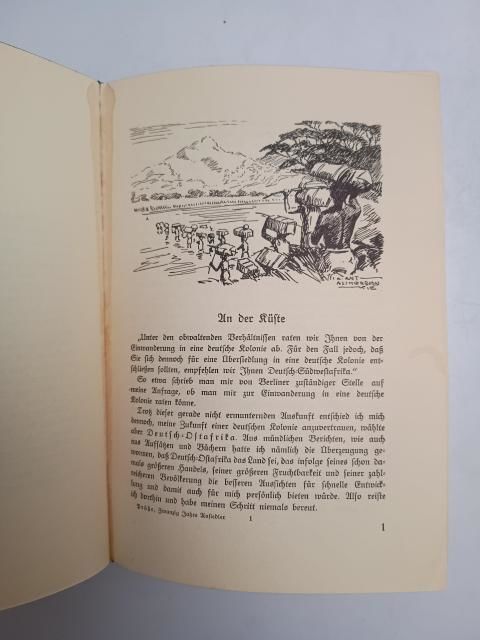 An der Küste
„Unter den obwaltenden Verhältnissen raten wir Ihnen von der
Einwanderung in eine deutsche Kolonie ab. Für den Fall jedoch, daß
Sie sich dennoch für eine Übersiedlung in eine deutsche Kolonie ent-
schließen sollten, empfehlen wir Ihnen Deutsch-Südwestafrika.“
So etwa schrieb man mir von Berliner zuständiger Stelle auf
meine Anfrage, ob man mir zur Einwanderung in eine deutsche
Kolonie raten könne.
Trotz dieser gerade nicht ermunternden Auskunft entschied ich mich
dennoch, meine Zukunft einer deutschen Kolonie anzuvertrauen, wählte
aber Deutsch-Ostafrika. Aus mündlichen Berichten, wie auch
aus Aufsätzen und Büchern hatte ich nämlich die Überzeugung ge-
wonnen, daß Deutsch-Ostafrika das Land sei, das infolge seines schon da-
mals größeren Handels, seiner größeren Fruchtbarkeit und seiner zahl-
reicheren Bevölkerung die besseren Aussichten für schnelle Entwick-
lung und damit auch für mich persönlich bieten würde. Also reiste
ich dorthin und habe meinen Schritt niemals bereut.
Zwanzig Jahre Ansiedler 1
1